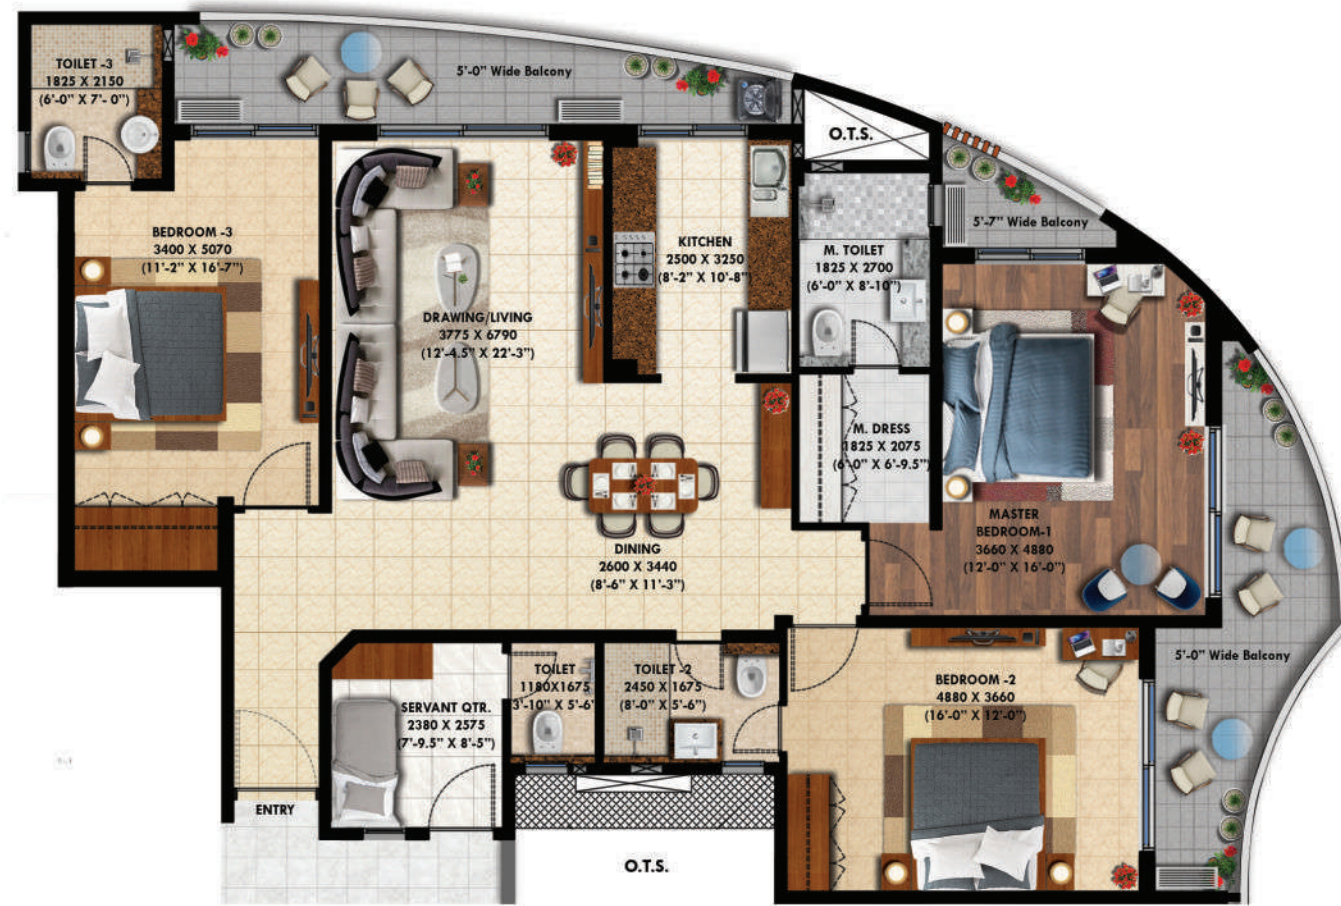 TOILET -3
1825 X 2150
(6'-0" X 7'- 0")
5'-0" Wide Balcony
O.T.S.
5'-7" Wide Balcony
BEDROOM -3
3400 X 5070
(11'-2" X 16'-7")
KITCHEN
2500 X 3250
(8'-2" X 10'-8")
M. TOILET
1825 X 2700
(6'-0" X 8'-10")
DRAWING/LIVING
3775 X 6790
(12'-4.5" X 22'-3")
M. DRESS
1825 X 2075
(6'-0" X 6'-9.5")
MASTER
BEDROOM-1
3660 X 4880
(12'-0" X 16'-0")
DINING
2600 X 3440
(8'-6" X 11'-3")
5'-0" Wide Balcony
TOILET
1180X1675
3'-10" X 5'-6'
TOILET -2
2450 X 1675
(8'-0" X 5'-6")
BEDROOM -2
4880 X 3660
(16'-0" X 12'-0")
SERVANT QTR.
2380 X 2575
(7'-9.5" X 8'-5")
ENTRY
O.T.S.